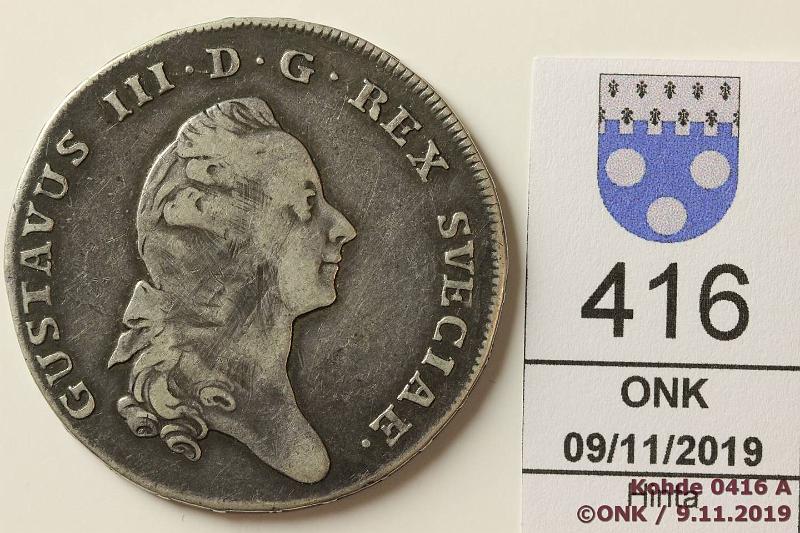 GUSTAVUS III·D·G·REX SVECIAE.
416
ONK
09/11/2019
Hinta
Kohde 0416 A
©ONK / 9.11.2019